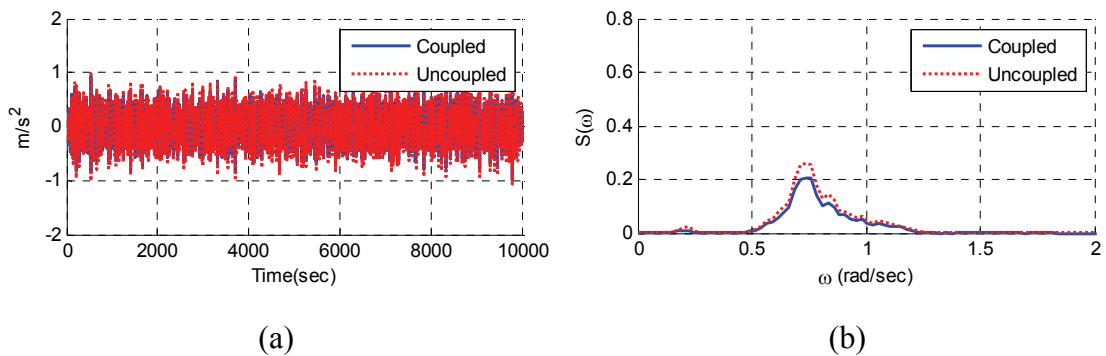 2
1
0
-1
-2
m/s²
0
2000
4000
6000
8000
10000
Time(sec)
Coupled
Uncoupled
(a)
0.8
0.6
0.4
0.2
0
S(ω)
0
0.5
1
1.5
2
ω (rad/sec)
Coupled
Uncoupled
(b)